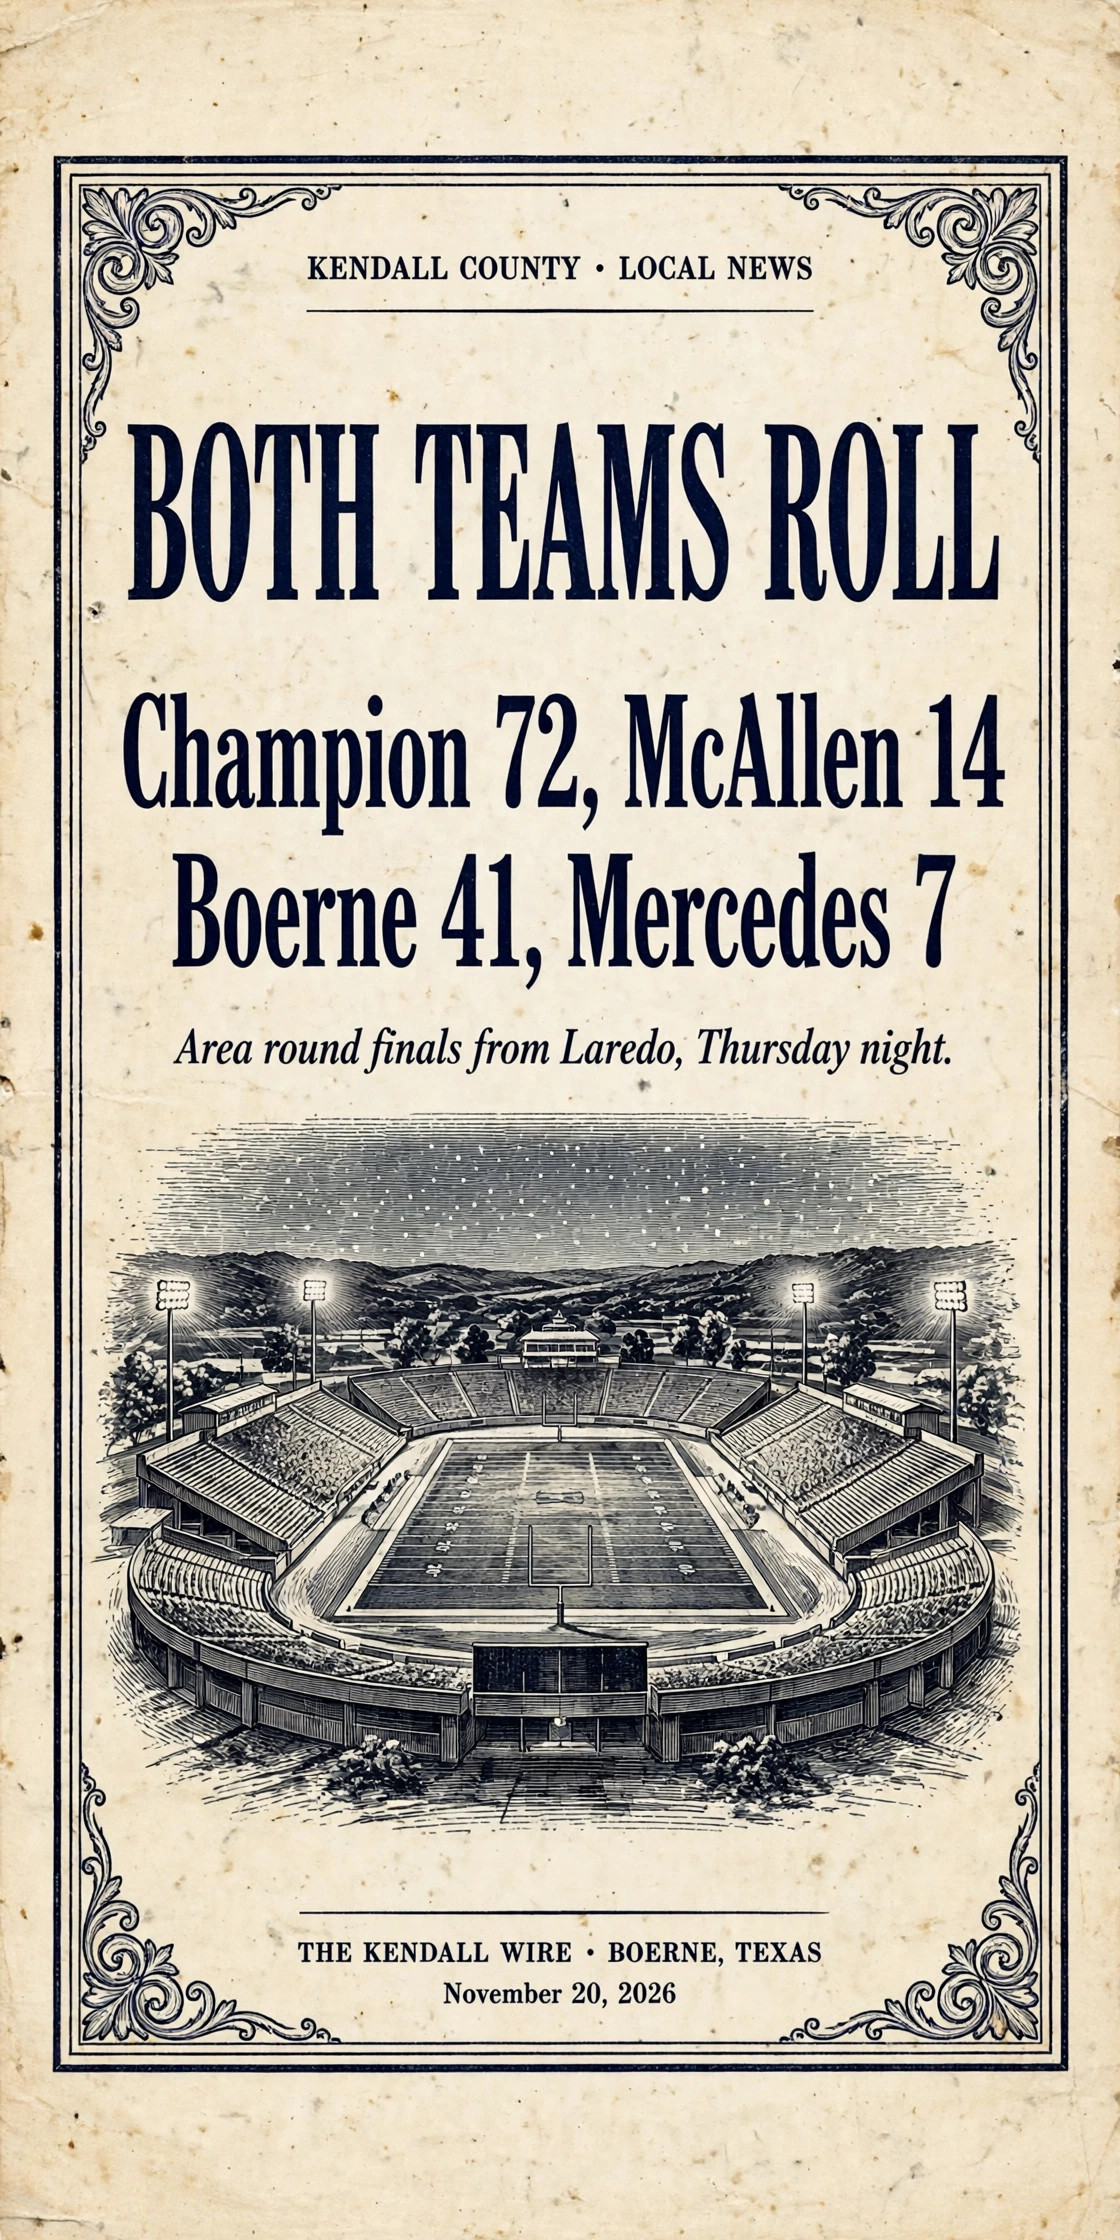 KENDALL COUNTY • LOCAL NEWS
BOTH TEAMS ROLL
Champion 72, McAllen 14
Boerne 41, Mercedes 7
Area round finals from Laredo, Thursday night.
THE KENDALL WIRE • BOERNE, TEXAS
November 20, 2026